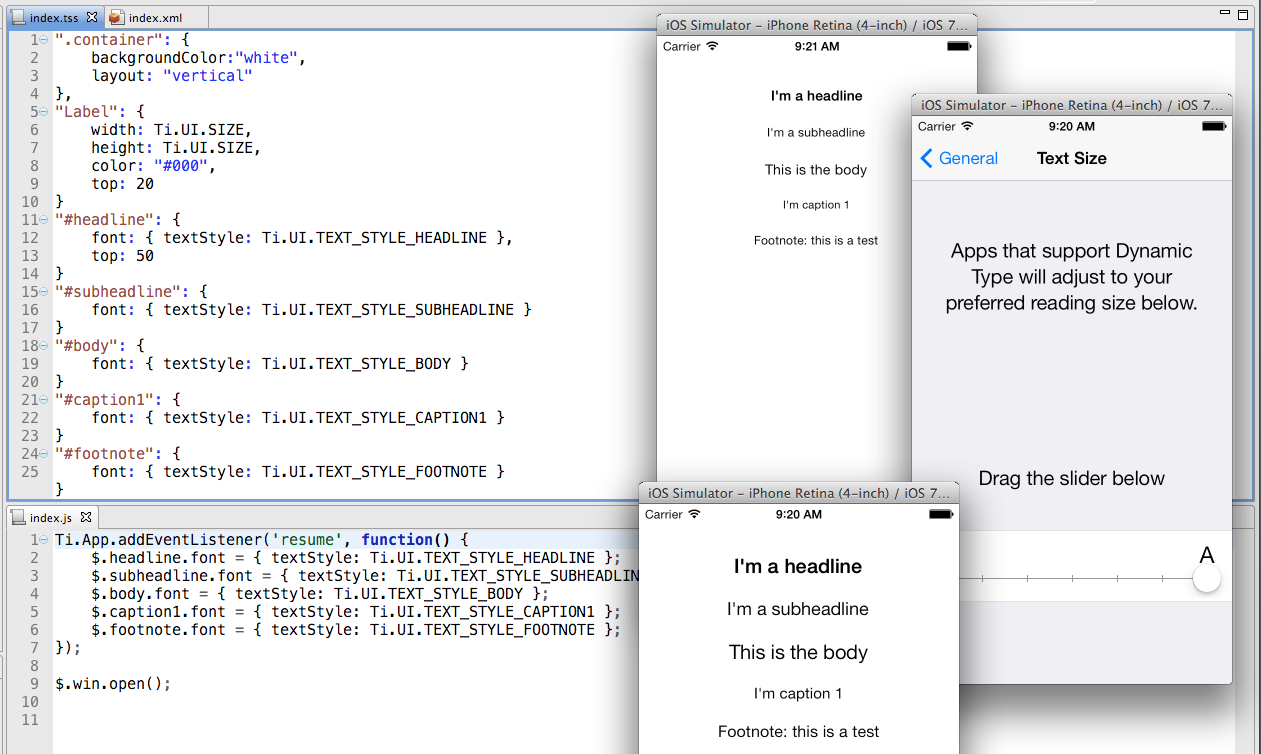 index.tss
index.xml
1 ".container": {
2 backgroundColor:"white",
3 layout: "vertical"
4 },
5 "Label": {
6 width: Ti.UI.SIZE,
7 height: Ti.UI.SIZE,
8 color: "#000",
9 top: 20
10 }
11 "#headline": {
12 font: { textStyle: Ti.UI.TEXT_STYLE_HEADLINE },
13 top: 50
14 }
15 "#subheadline": {
16 font: { textStyle: Ti.UI.TEXT_STYLE_SUBHEADLINE }
17 }
18 "#body": {
19 font: { textStyle: Ti.UI.TEXT_STYLE_BODY }
20 }
21 "#caption1": {
22 font: { textStyle: Ti.UI.TEXT_STYLE_CAPTION1 }
23 }
24 "#footnote": {
25 font: { textStyle: Ti.UI.TEXT_STYLE_FOOTNOTE }
}
index.js
1 Ti.App.addEventListener('resume', function() {
2 $.headline.font = { textStyle: Ti.UI.TEXT_STYLE_HEADLINE };
3 $.subheadline.font = { textStyle: Ti.UI.TEXT_STYLE_SUBHEADLIN
4 $.body.font = { textStyle: Ti.UI.TEXT_STYLE_BODY };
5 $.caption1.font = { textStyle: Ti.UI.TEXT_STYLE_CAPTION1 };
6 $.footnote.font = { textStyle: Ti.UI.TEXT_STYLE_FOOTNOTE };
7 });
8
9 $.win.open();
10
11
iOS Simulator – iPhone Retina (4-inch) / iOS 7...
Carrier 9:21 AM
I'm a headline
I'm a subheadline
This is the body
I'm caption 1
Footnote: this is a test
iOS Simulator – iPhone Retina (4-inch) / iOS 7...
Carrier 9:20 AM
General Text Size
Apps that support Dynamic
Type will adjust to your
preferred reading size below.
Drag the slider below
A
iOS Simulator – iPhone Retina (4-inch) / iOS 7...
Carrier 9:20 AM
I'm a headline
I'm a subheadline
This is the body
I'm caption 1
Footnote: this is a test